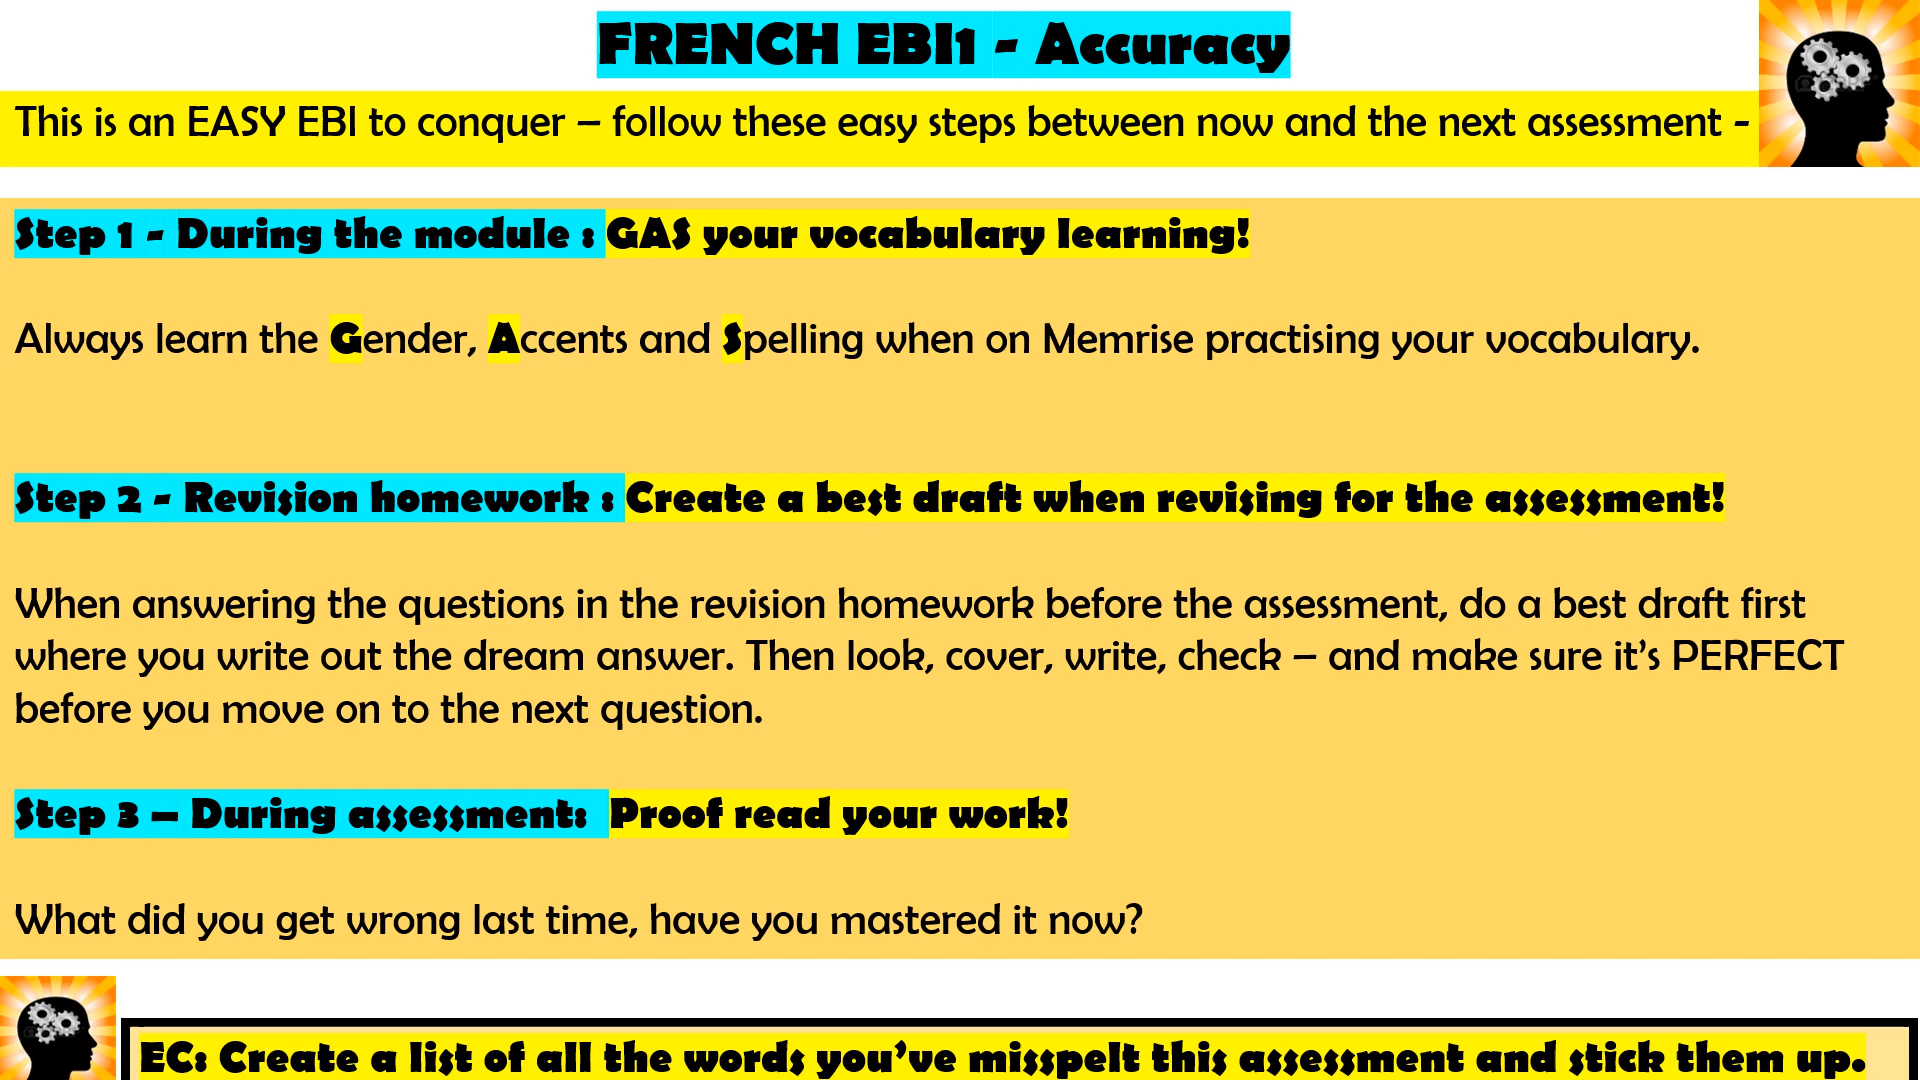 FRENCH EBI1 - Accuracy
This is an EASY EBI to conquer – follow these easy steps between now and the next assessment -
Step 1 - During the module : GAS your vocabulary learning!
Always learn the Gender, Accents and Spelling when on Memrise practising your vocabulary.
Step 2 - Revision homework : Create a best draft when revising for the assessment!
When answering the questions in the revision homework before the assessment, do a best draft first
where you write out the dream answer. Then look, cover, write, check – and make sure it’s PERFECT
before you move on to the next question.
Step 3 – During assessment: Proof read your work!
What did you get wrong last time, have you mastered it now?
EC: Create a list of all the words you’ve misspelt this assessment and stick them up.